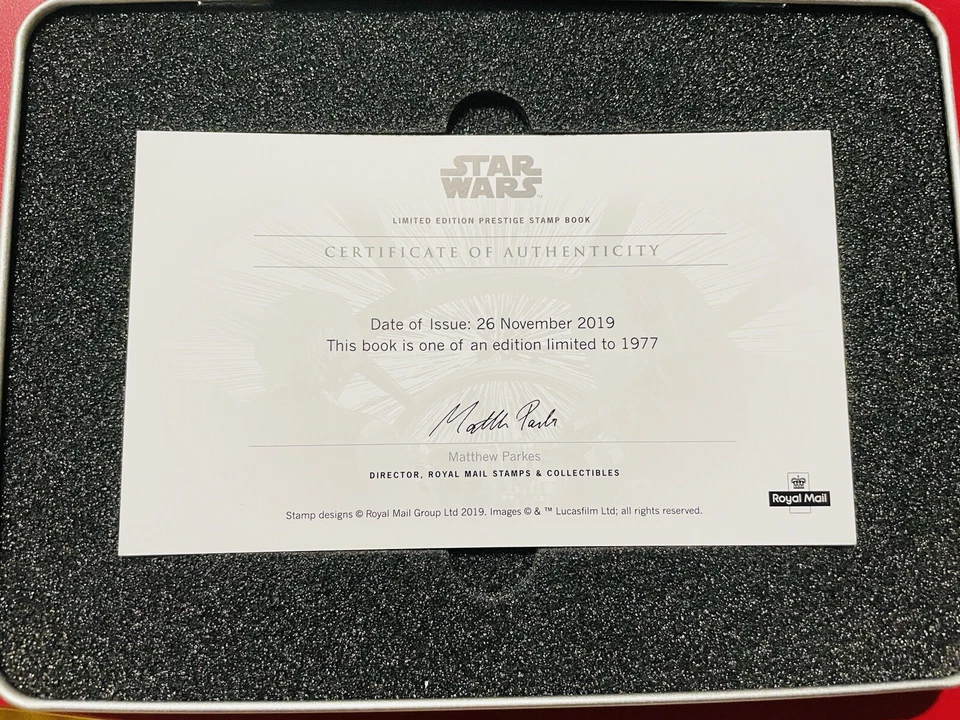 STAR
WARS
LIMITED EDITION PRESTIGE STAMP BOOK
CERTIFICATE OF AUTHENTICITY
Date of Issue: 26 November 2019
This book is one of an edition limited to 1977
Matthew Parkes
DIRECTOR, ROYAL MAIL STAMPS & COLLECTIBLES
Royal Mail
Stamp designs © Royal Mail Group Ltd 2019. Images © & ™ Lucasfilm Ltd; all rights reserved.